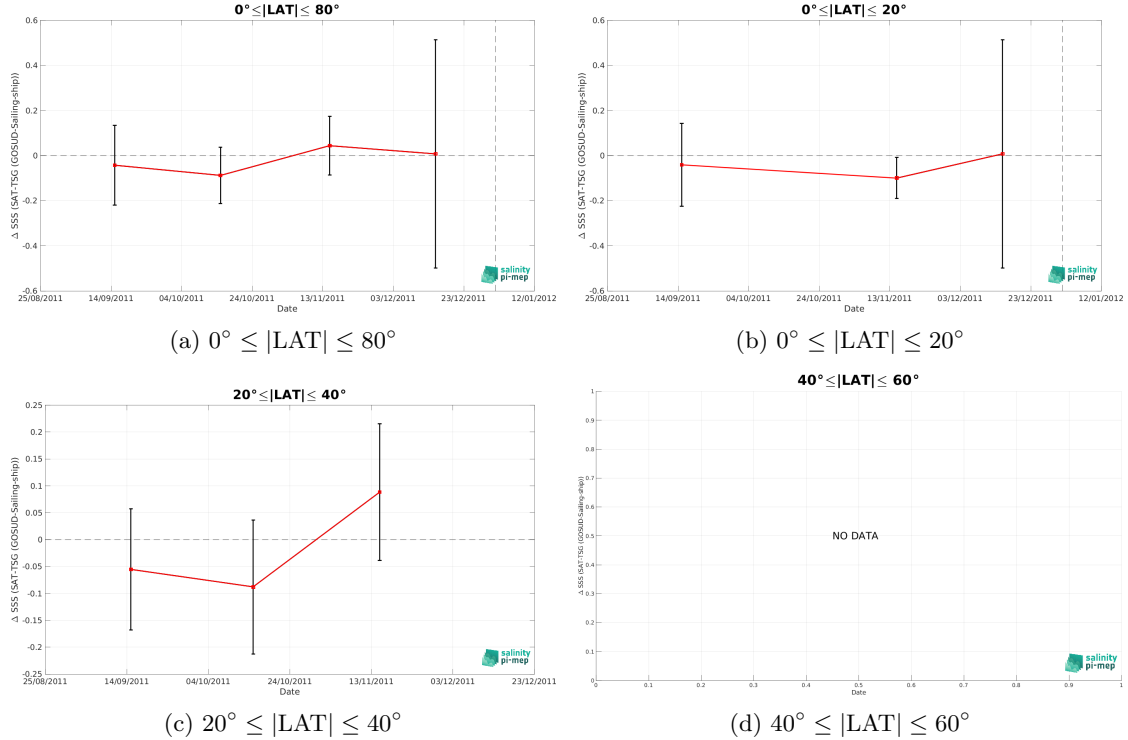 0°≤|LAT|≤ 80°
Δ SSS (SAT-TSG (GOSUD-Sailing-ship))
0.6
0.4
0.2
0
-0.2
-0.4
-0.6
25/08/2011 14/09/2011 04/10/2011 24/10/2011 13/11/2011 03/12/2011 23/12/2011 12/01/2012
Date
salinity
pi-mep
(a) 0° ≤ |LAT| ≤ 80°
0°≤|LAT|≤ 20°
Δ SSS (SAT-TSG (GOSUD-Sailing-ship))
0.6
0.4
0.2
0
-0.2
-0.4
-0.6
25/08/2011 14/09/2011 04/10/2011 24/10/2011 13/11/2011 03/12/2011 23/12/2011 12/01/2012
Date
salinity
pi-mep
(b) 0° ≤ |LAT| ≤ 20°
20°≤|LAT|≤ 40°
Δ SSS (SAT-TSG (GOSUD-Sailing-ship))
0.25
0.2
0.15
0.1
0.05
0
-0.05
-0.1
-0.15
-0.2
-0.25
25/08/2011 14/09/2011 04/10/2011 24/10/2011 13/11/2011 03/12/2011 23/12/2011
Date
salinity
pi-mep
(c) 20° ≤ |LAT| ≤ 40°
40°≤|LAT|≤ 60°
Δ SSS (SAT-TSG (GOSUD-Sailing-ship))
1
0.9
0.8
0.7
0.6
0.5
0.4
0.3
0.2
0.1
0
NO DATA
0 0.1 0.2 0.3 0.4 0.5 0.6 0.7 0.8 0.9 1
Date
salinity
pi-mep
(d) 40° ≤ |LAT| ≤ 60°